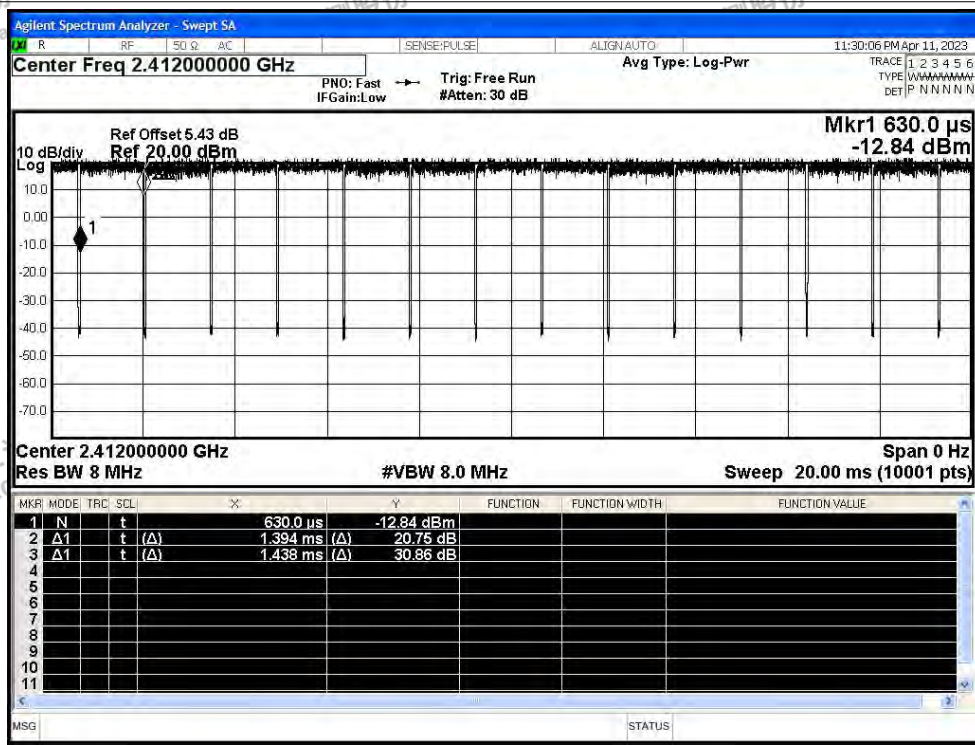 Agilent Spectrum Analyzer - Swept SA
R RF 50 Ω AC SENSE:PULSE ALIGN AUTO 11:30:06 PM Apr 11, 2023
Center Freq 2.412000000 GHz
PNO: Fast
IFGain:Low
Trig: Free Run
#Atten: 30 dB
Avg Type: Log-Pwr
TRACE 1 2 3 4 5 6
TYPE
DET P N N N N N
Mkr1 630.0 µs
-12.84 dBm
Ref Offset 5.43 dB
10 dB/div Ref 20.00 dBm
Log
10.0
0.00
1
-10.0
-20.0
-30.0
-40.0
-50.0
-60.0
-70.0
Center 2.412000000 GHz Span 0 Hz
Res BW 8 MHz #VBW 8.0 MHz Sweep 20.00 ms (10001 pts)
MKR MODE TRC SCL X Y FUNCTION FUNCTION WIDTH FUNCTION VALUE
1 N t 630.0 µs -12.84 dBm
2 Δ1 t (Δ) 1.394 ms (Δ) 20.75 dB
3 Δ1 t (Δ) 1.438 ms (Δ) 30.86 dB
4
5
6
7
8
9
10
11
MSG STATUS